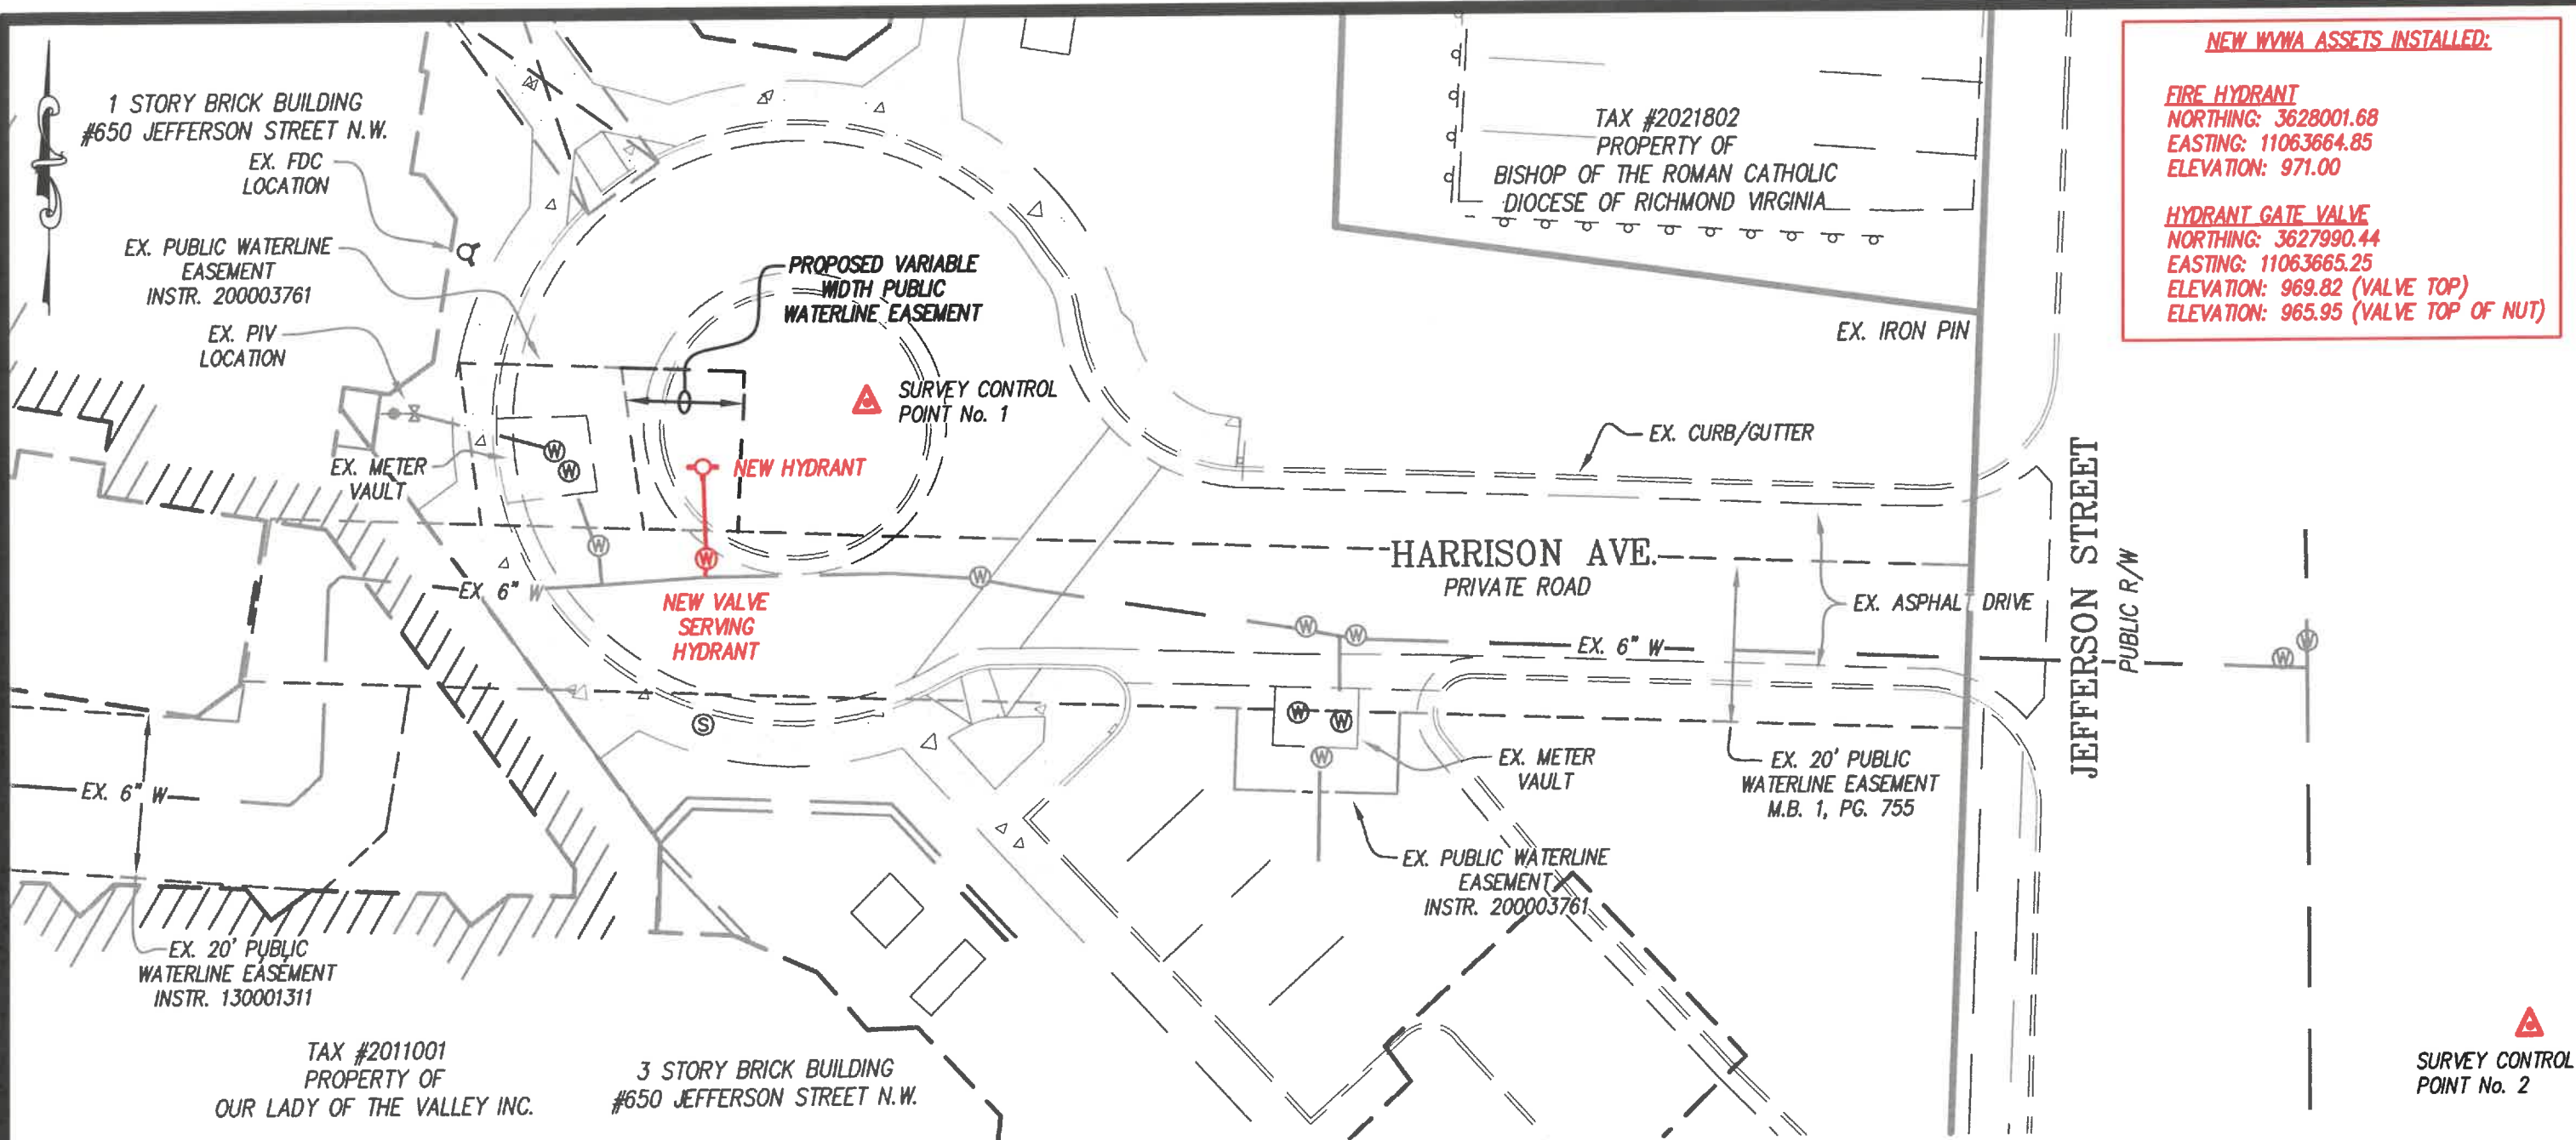 NEW WVWA ASSETS INSTALLED:
FIRE HYDRANT
NORTHING: 3628001.68
EASTING: 11063664.85
ELEVATION: 971.00
HYDRANT GATE VALVE
NORTHING: 3627990.44
EASTING: 11063665.25
ELEVATION: 969.82 (VALVE TOP)
ELEVATION: 965.95 (VALVE TOP OF NUT)
1 STORY BRICK BUILDING
#650 JEFFERSON STREET N.W.
EX. FDC
LOCATION
EX. PUBLIC WATERLINE
EASEMENT
INSTR. 200003761
EX. PIV
LOCATION
PROPOSED VARIABLE
WIDTH PUBLIC
WATERLINE EASEMENT
TAX #2021802
PROPERTY OF
BISHOP OF THE ROMAN CATHOLIC
DIOCESE OF RICHMOND VIRGINIA
EX. IRON PIN
SURVEY CONTROL
POINT No. 1
EX. METER
VAULT
W
W
NEW HYDRANT
EX. CURB/GUTTER
W
W
EX. 6" W
W
NEW VALVE
SERVING
HYDRANT
HARRISON AVE.
PRIVATE ROAD
EX. ASPHAL DRIVE
JEFFERSON STREET
PUBLIC R/W
W
W
EX. 6" W
W
W
S
W
W
W
EX. METER
VAULT
EX. 20' PUBLIC
WATERLINE EASEMENT
M.B. 1, PG. 755
EX. 6" W
EX. PUBLIC WATERLINE
EASEMENT
INSTR. 200003761
EX. 20' PUBLIC
WATERLINE EASEMENT
INSTR. 130001311
TAX #2011001
PROPERTY OF
OUR LADY OF THE VALLEY INC.
3 STORY BRICK BUILDING
#650 JEFFERSON STREET N.W.
SURVEY CONTROL
POINT No. 2